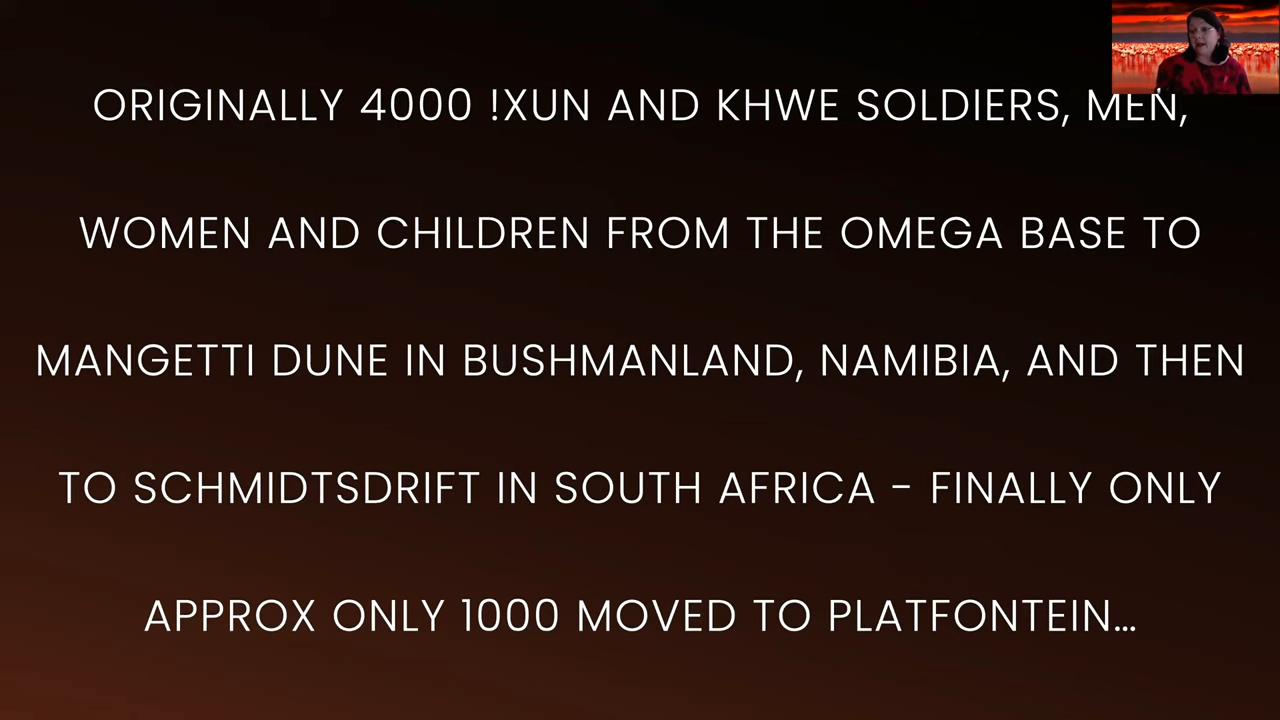 ORIGINALLY 4000 !XUN AND KHWE SOLDIERS, MEN,
WOMEN AND CHILDREN FROM THE OMEGA BASE TO
MANGETTI DUNE IN BUSHMANLAND, NAMIBIA, AND THEN
TO SCHMIDTSDRIFT IN SOUTH AFRICA - FINALLY ONLY
APPROX ONLY 1000 MOVED TO PLATFONTEIN...